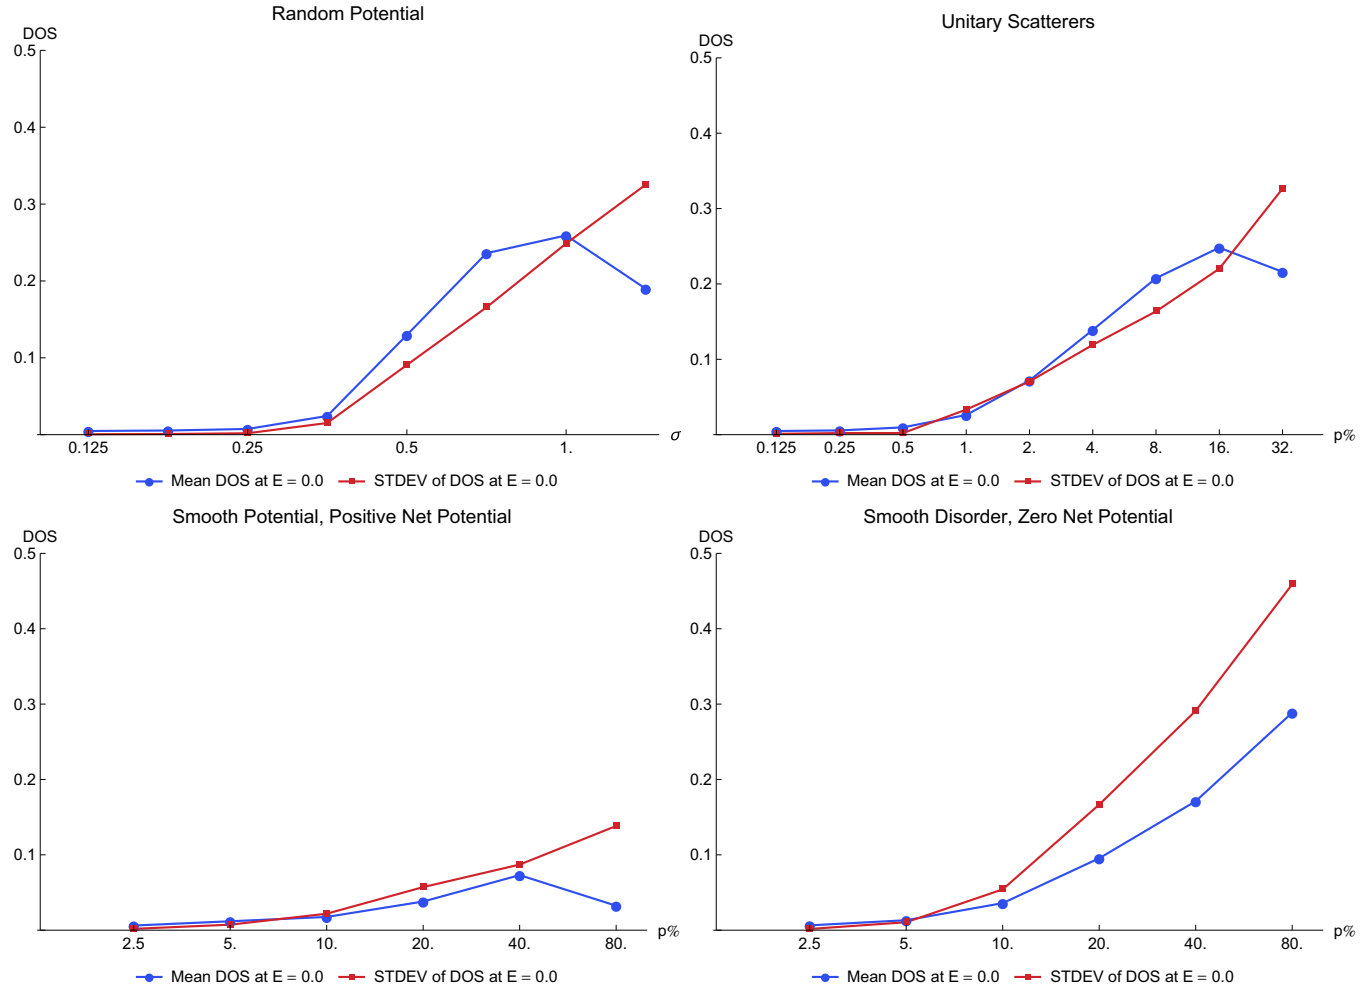 Random Potential
DOS
0.5
0.4
0.3
0.2
0.1
0.125 0.25 0.5 1. σ
Mean DOS at E = 0.0 STDEV of DOS at E = 0.0
Unitary Scatterers
DOS
0.5
0.4
0.3
0.2
0.1
0.125 0.25 0.5 1. 2. 4. 8. 16. 32. p%
Mean DOS at E = 0.0 STDEV of DOS at E = 0.0
Smooth Potential, Positive Net Potential
DOS
0.5
0.4
0.3
0.2
0.1
2.5 5. 10. 20. 40. 80. p%
Mean DOS at E = 0.0 STDEV of DOS at E = 0.0
Smooth Disorder, Zero Net Potential
DOS
0.5
0.4
0.3
0.2
0.1
2.5 5. 10. 20. 40. 80. p%
Mean DOS at E = 0.0 STDEV of DOS at E = 0.0